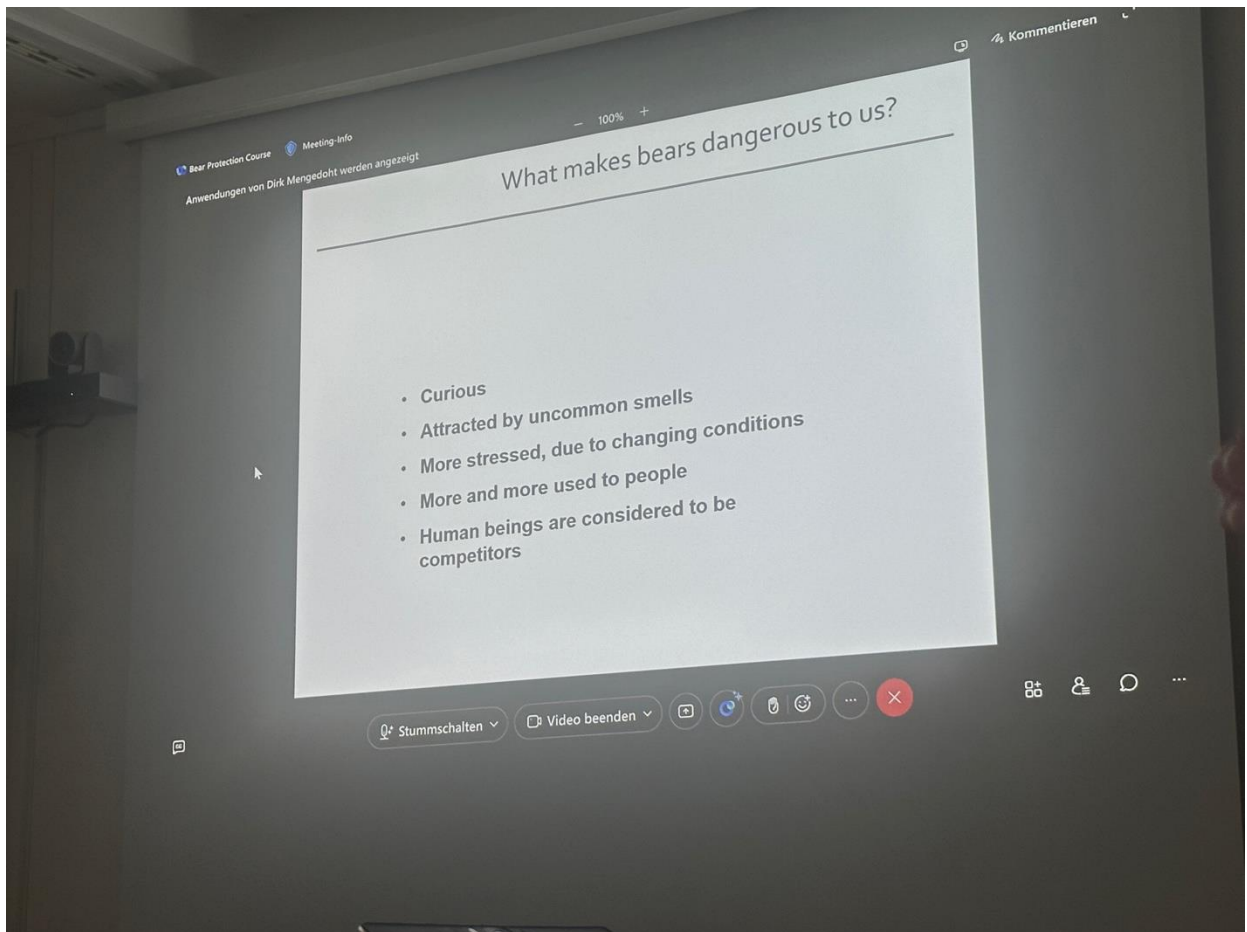 Kommentieren
– 100% +
Bear Protection Course Meeting-Info
Anwendungen von Dirk Mengedoht werden angezeigt
What makes bears dangerous to us?
• Curious
• Attracted by uncommon smells
• More stressed, due to changing conditions
• More and more used to people
• Human beings are considered to be
competitors
Stummschalten Video beenden